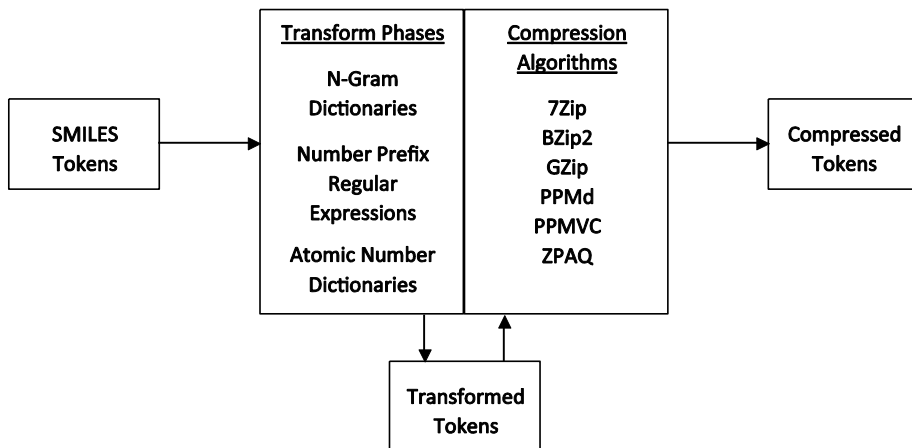 SMILES
Tokens
Transform Phases
N-Gram
Dictionaries
Number Prefix
Regular
Expressions
Atomic Number
Dictionaries
Compression
Algorithms
7Zip
BZip2
GZip
PPMd
PPMVC
ZPAQ
Compressed
Tokens
Transformed
Tokens